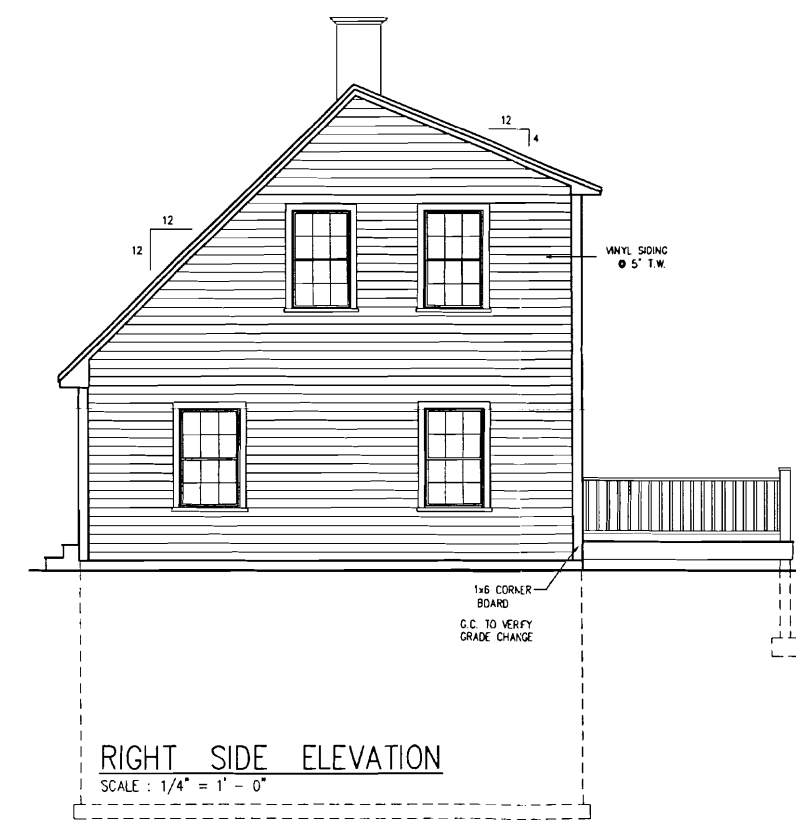 12
4
12
12
VINYL SIDING
@ 5" T.W.
1x6 CORNER
BOARD
G.C. TO VERIFY
GRADE CHANGE
RIGHT SIDE ELEVATION
SCALE : 1/4" = 1' - 0"